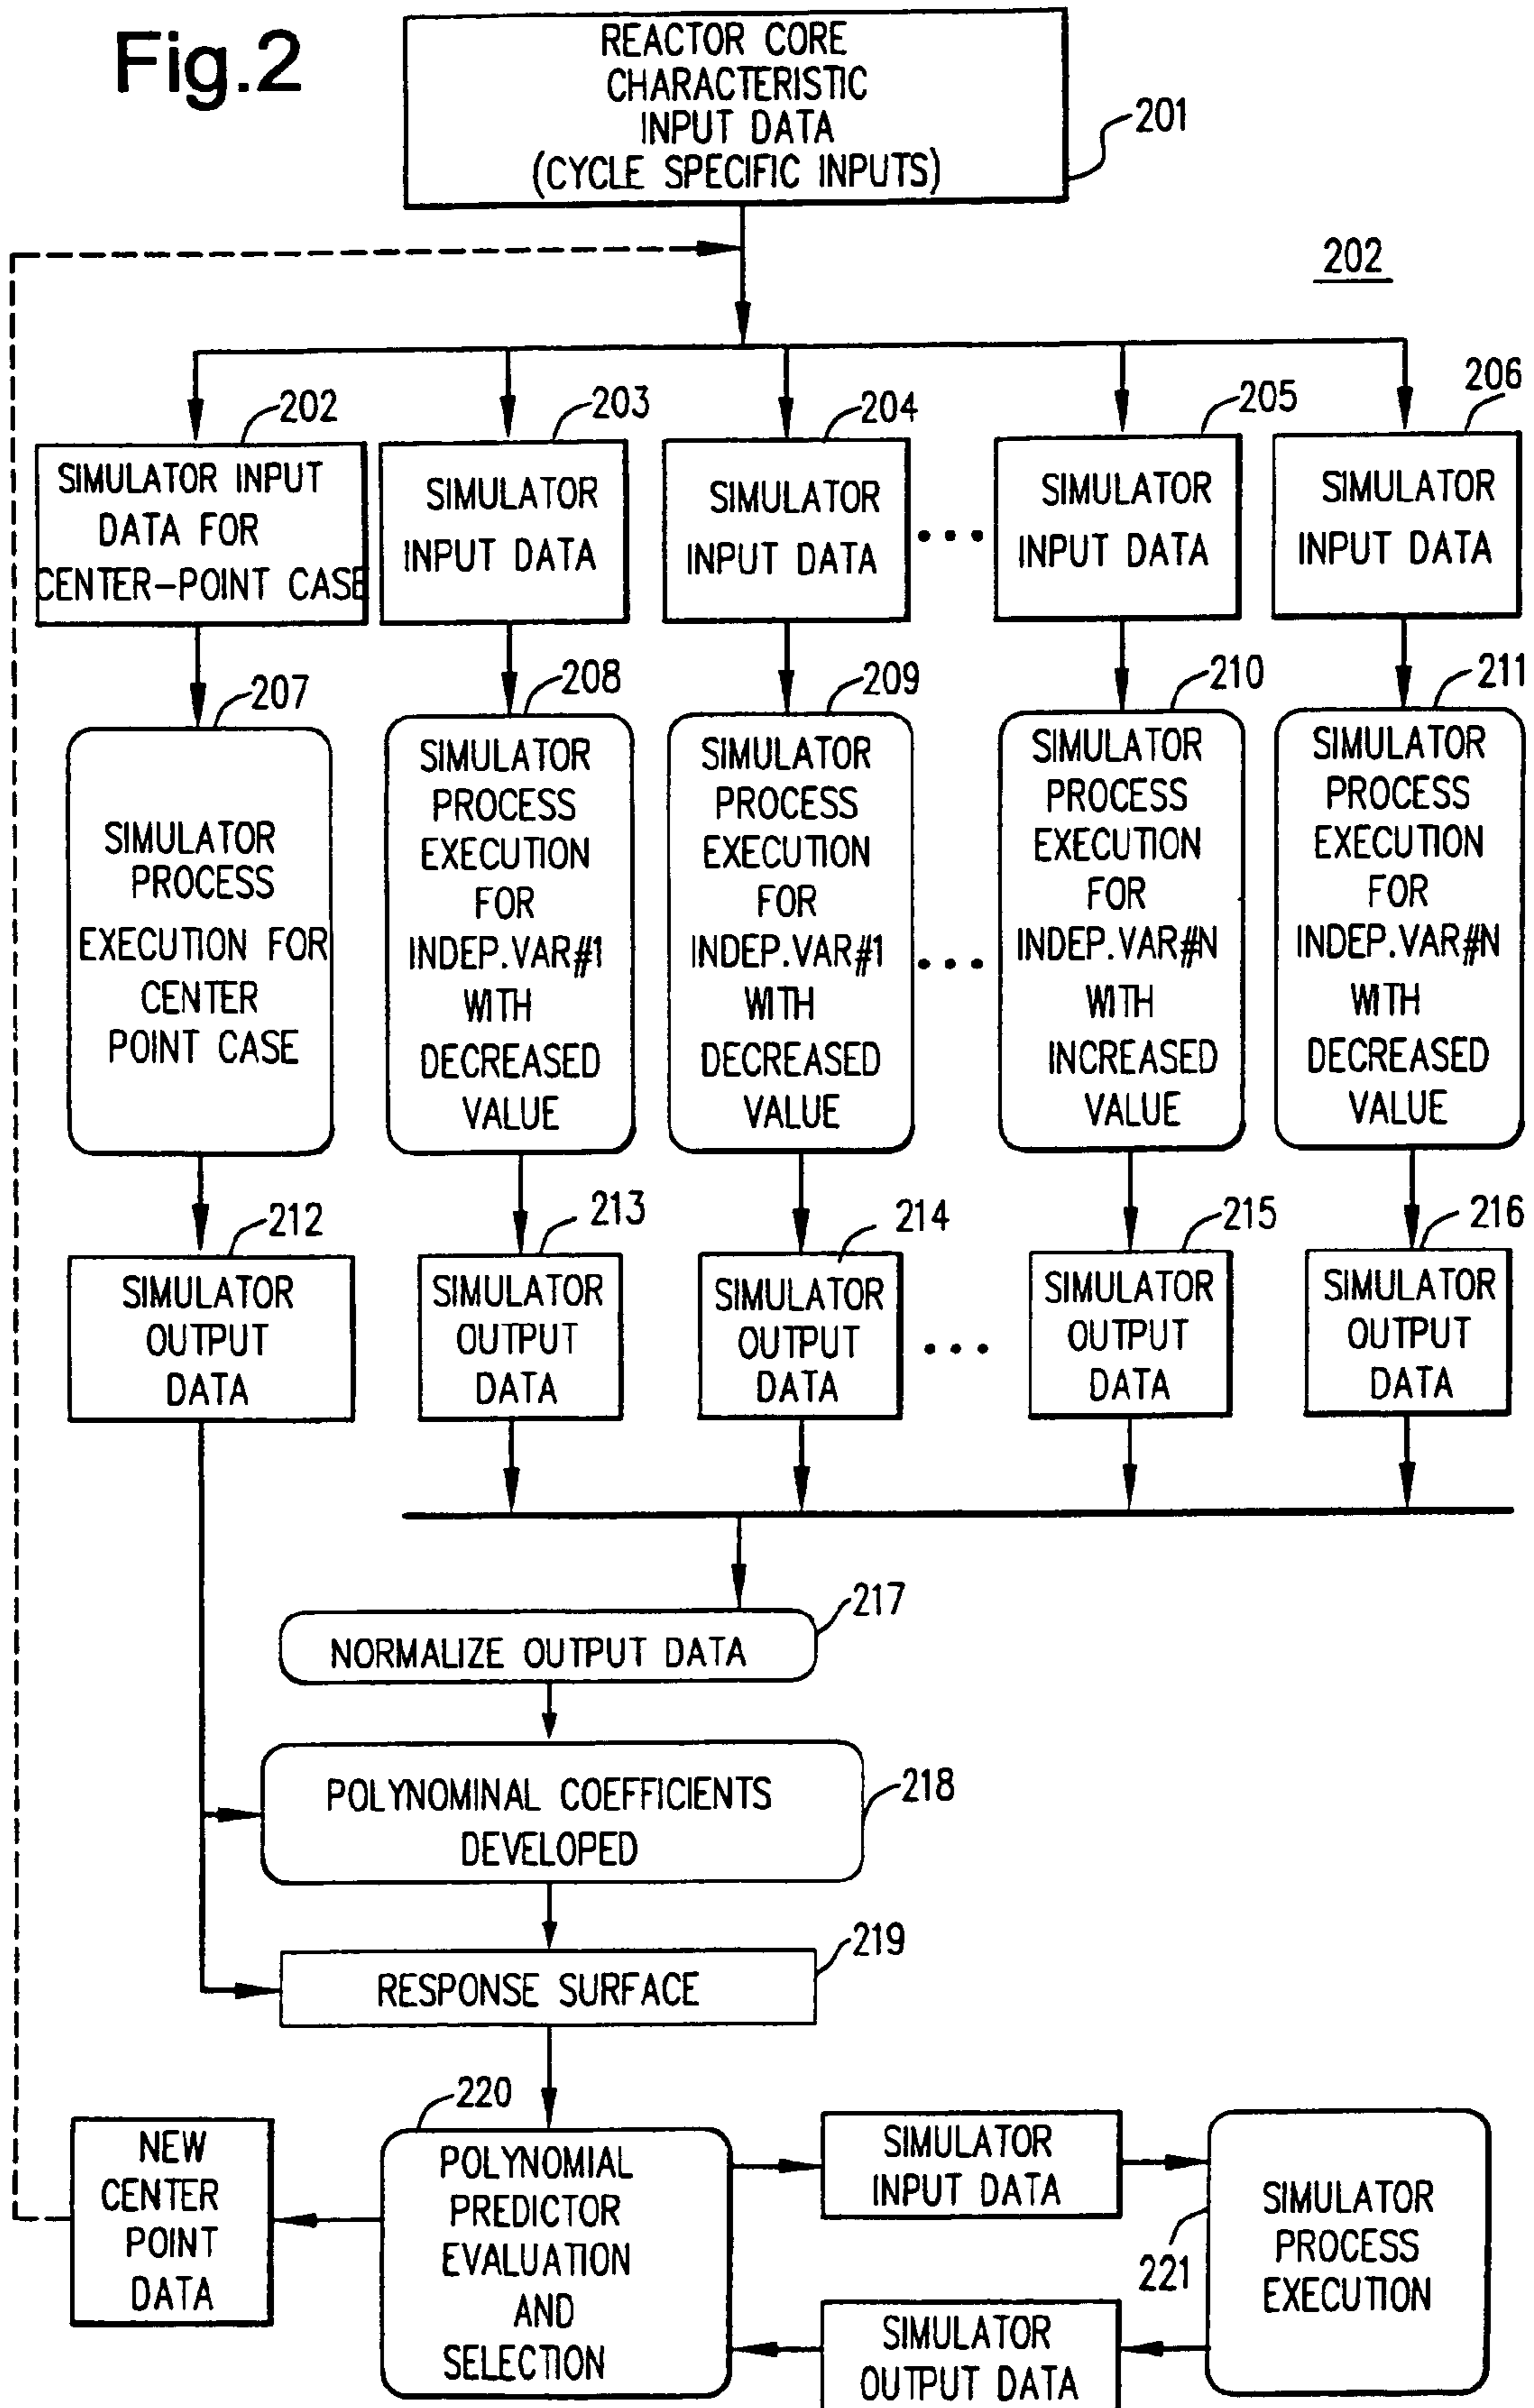 Fig.2
REACTOR CORE
CHARACTERISTIC
INPUT DATA
(CYCLE SPECIFIC INPUTS)
201
202
202
SIMULATOR INPUT
DATA FOR
CENTER-POINT CASE
203
SIMULATOR
INPUT DATA
204
SIMULATOR
INPUT DATA
...
205
SIMULATOR
INPUT DATA
206
SIMULATOR
INPUT DATA
207
SIMULATOR
PROCESS
EXECUTION FOR
CENTER
POINT CASE
208
SIMULATOR
PROCESS
EXECUTION
FOR
INDEP.VAR#1
WITH
DECREASED
VALUE
209
SIMULATOR
PROCESS
EXECUTION
FOR
INDEP.VAR#1
WITH
DECREASED
VALUE
...
210
SIMULATOR
PROCESS
EXECUTION
FOR
INDEP.VAR#N
WITH
INCREASED
VALUE
211
SIMULATOR
PROCESS
EXECUTION
FOR
INDEP.VAR#N
WITH
DECREASED
VALUE
212
SIMULATOR
OUTPUT
DATA
213
SIMULATOR
OUTPUT
DATA
214
SIMULATOR
OUTPUT
DATA
...
215
SIMULATOR
OUTPUT
DATA
216
SIMULATOR
OUTPUT
DATA
217
NORMALIZE OUTPUT DATA
218
POLYNOMINAL COEFFICIENTS
DEVELOPED
219
RESPONSE SURFACE
220
NEW
CENTER
POINT
DATA
POLYNOMIAL
PREDICTOR
EVALUATION
AND
SELECTION
SIMULATOR
INPUT DATA
221
SIMULATOR
PROCESS
EXECUTION
SIMULATOR
OUTPUT DATA